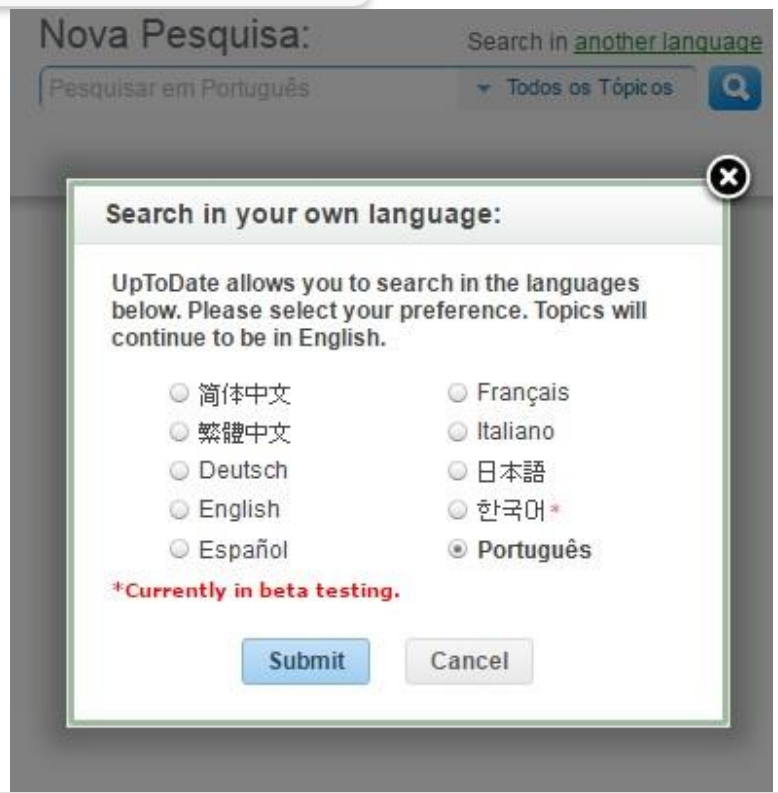 Nova Pesquisa:
Search in another language
Pesquisar em Português
Todos os Tópicos
Search in your own language:
UpToDate allows you to search in the languages
below. Please select your preference. Topics will
continue to be in English.
简体中文
Français
繁體中文
Italiano
Deutsch
日本語
English
한국어*
Español
Português
*Currently in beta testing.
Submit
Cancel